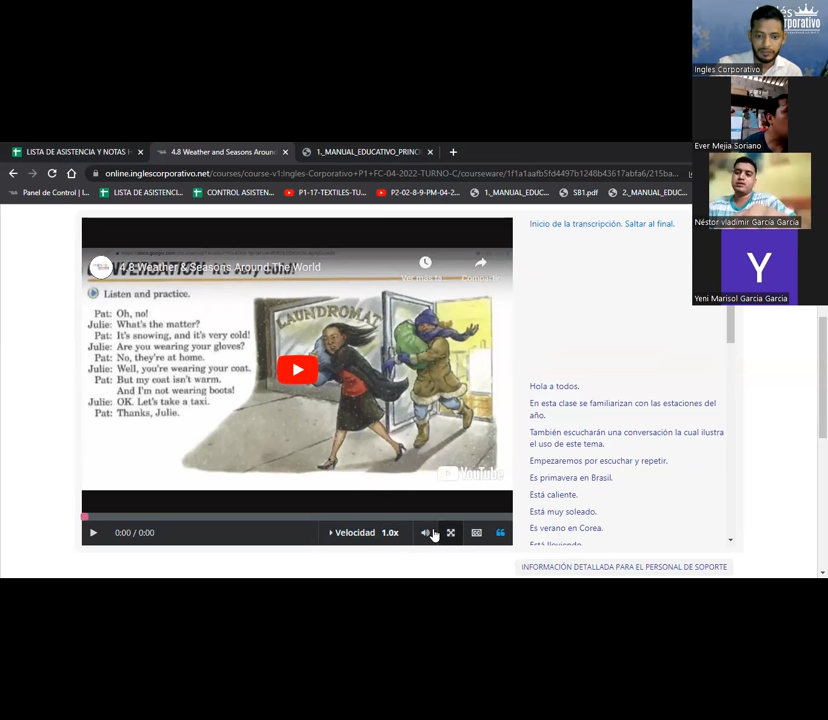 Inglés
Corporativo
Ingles Corporativo
Ever Mejia Soriano
Néstor vladimir García García
Y
Yeni Marisol Garcia Garcia
LISTA DE ASISTENCIA Y NOTAS
4.8 Weather and Seasons Aroun
1._MANUAL_EDUCATIVO_PRINC
online.inglescorporativo.net/courses/course-v1:Ingles-Corporativo+P1+FC-04-2022-TURNO-C/courseware/1f1a1aafb5fd4497b1248b43617abfa6/215ba...
Panel de Control | I...
LISTA DE ASISTENCI...
CONTROL ASISTEN...
P1-17-TEXTILES-TU...
P2-02-8-9-PM-04-2...
1._MANUAL_EDUC...
SB1.pdf
2._MANUAL_EDUC...
4.8 Weather & Seasons Around The World
Listen and practice.
LAUNDROMAT
Pat: Oh, no!
Julie: What's the matter?
Pat: It's snowing, and it's very cold!
Julie: Are you wearing your gloves?
Pat: No, they're at home.
Julie: Well, you're wearing your coat.
Pat: But my coat isn't warm.
And I'm not wearing boots!
Julie: OK. Let's take a taxi.
Pat: Thanks, Julie.
YouTube
0:00 / 0:00
Velocidad 1.0x
Inicio de la transcripción. Saltar al final.
Hola a todos.
En esta clase se familiarizan con las estaciones del
año.
También escucharán una conversación la cual ilustra
el uso de este tema.
Empezaremos por escuchar y repetir.
Es primavera en Brasil.
Está caliente.
Está muy soleado.
Es verano en Corea.
Está lloviendo.
INFORMACIÓN DETALLADA PARA EL PERSONAL DE SOPORTE